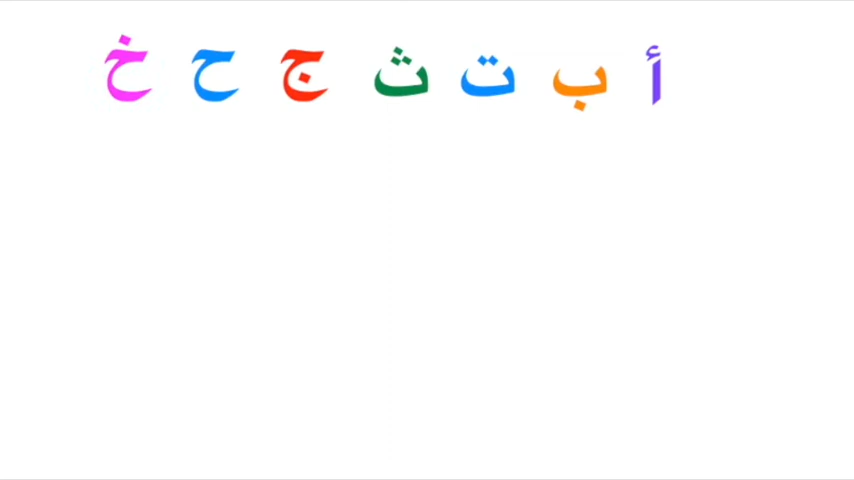 أ ب ت ث ج ح خ